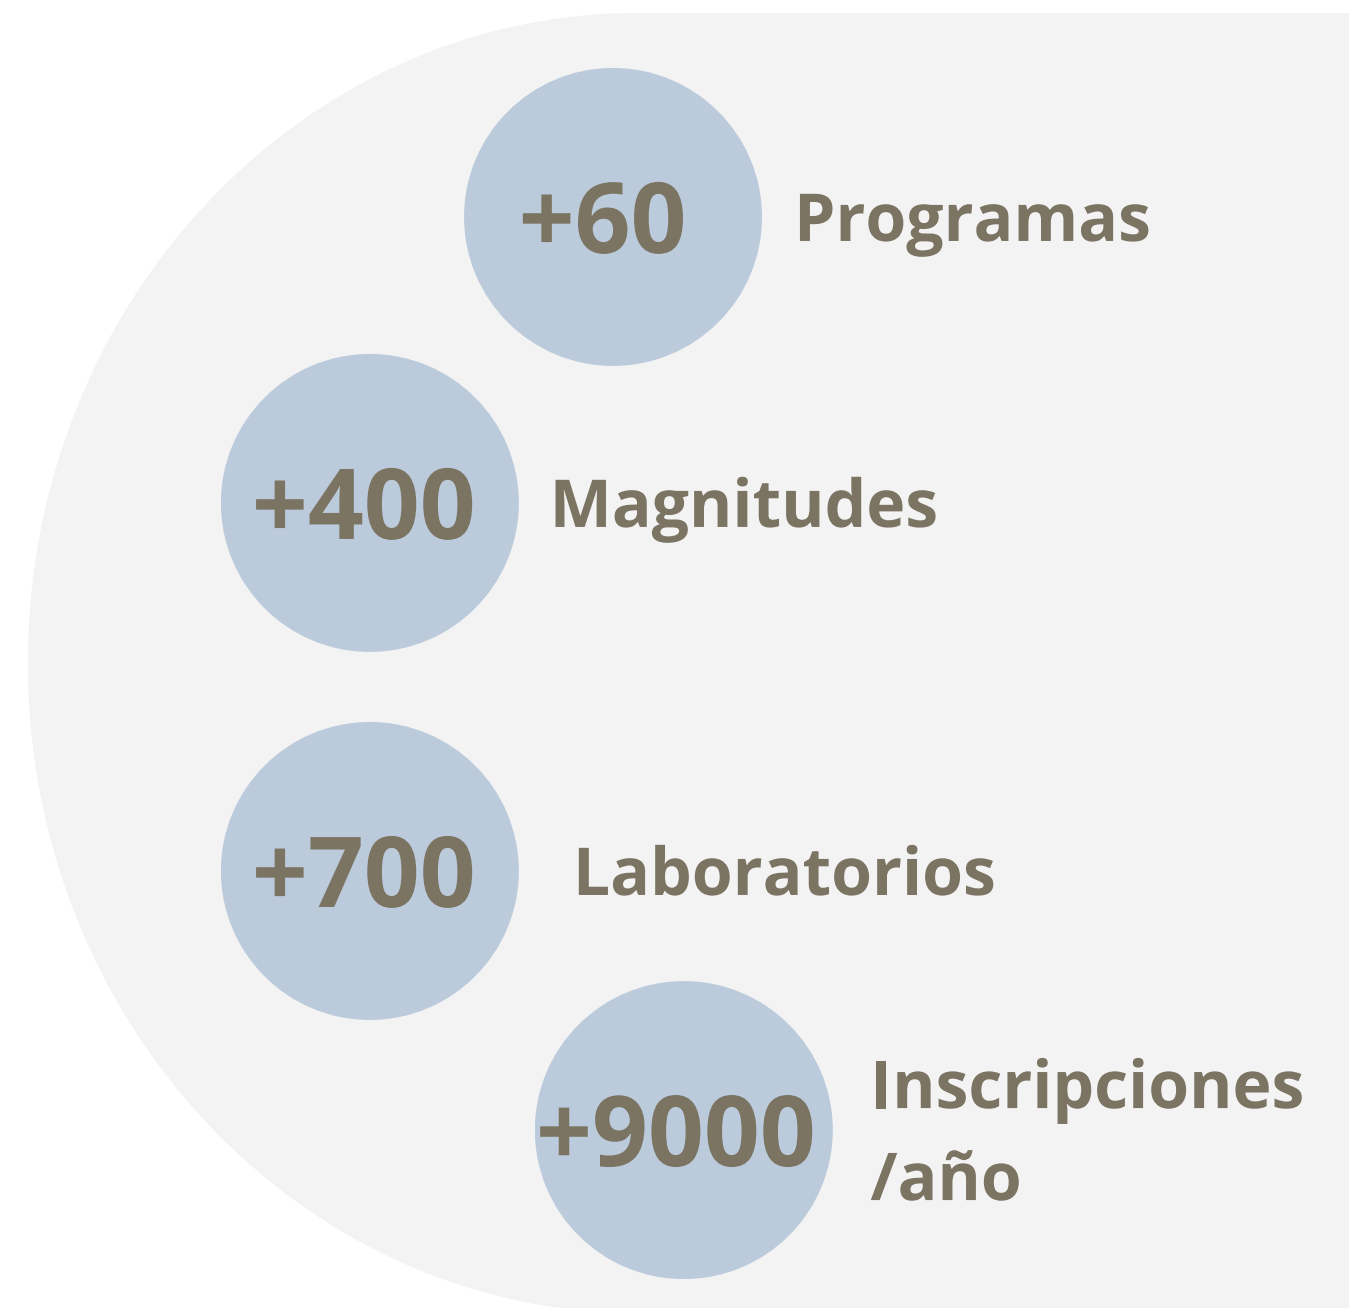 +60 Programas
+400 Magnitudes
+700 Laboratorios
+9000 Inscripciones
/año